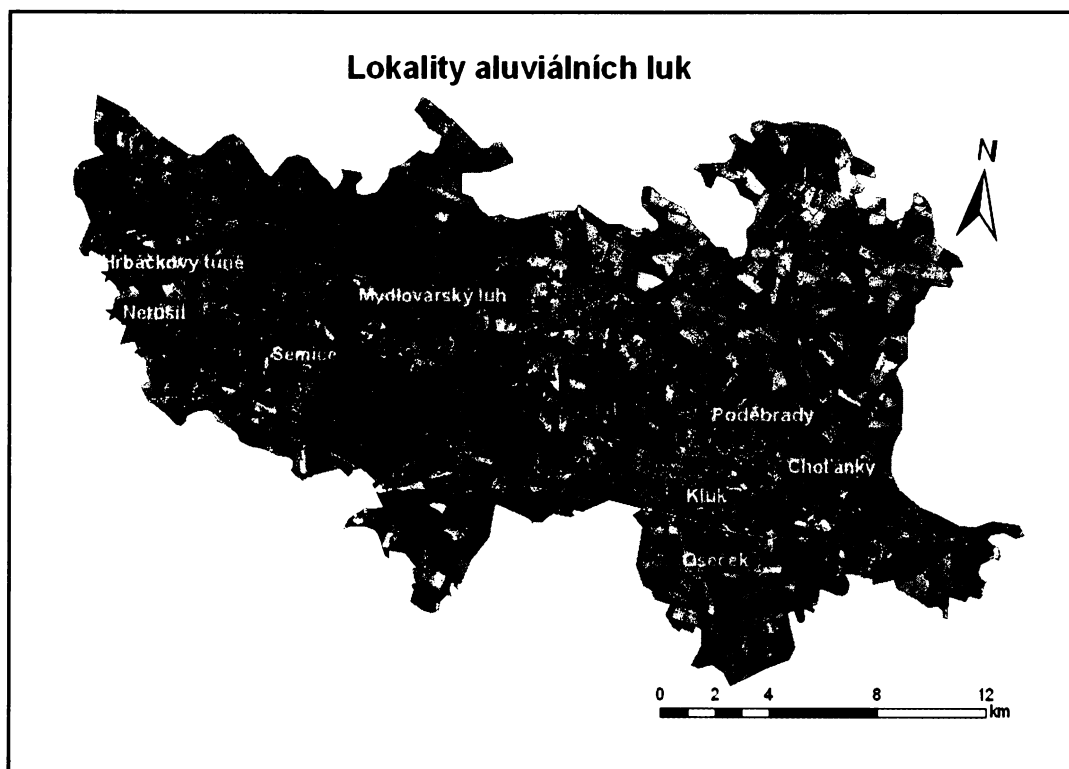 Lokality aluviálních luk
N
Hrbáčkovy tůně
Mydlovarský luh
Netušil
Semice
Poděbrady
Choťánky
Kluk
Oseček
0 2 4 8 12
km